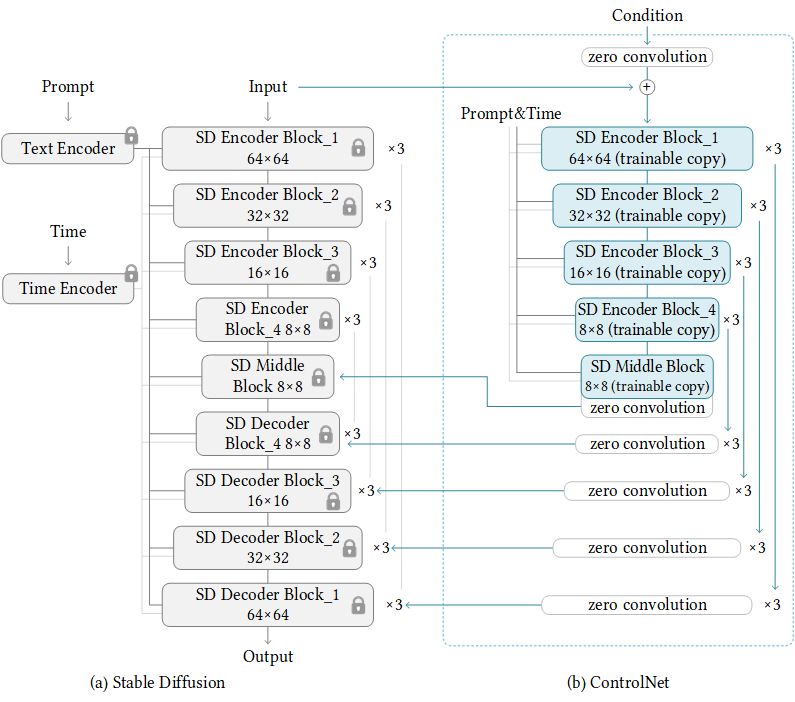 Condition
zero convolution
Prompt
Input
+
Prompt&Time
Text Encoder
SD Encoder Block_1
64×64
×3
SD Encoder Block_1
64×64 (trainable copy)
×3
SD Encoder Block_2
32×32
×3
SD Encoder Block_2
32×32 (trainable copy)
×3
Time
SD Encoder Block_3
16×16
×3
SD Encoder Block_3
16×16 (trainable copy)
×3
Time Encoder
SD Encoder
Block_4 8×8
×3
SD Encoder Block_4
8×8 (trainable copy)
×3
SD Middle
Block 8×8
SD Middle Block
8×8 (trainable copy)
zero convolution
SD Decoder
Block_4 8×8
×3
zero convolution
×3
SD Decoder Block_3
16×16
×3
zero convolution
×3
SD Decoder Block_2
32×32
×3
zero convolution
×3
SD Decoder Block_1
64×64
×3
zero convolution
×3
Output
(a) Stable Diffusion
(b) ControlNet